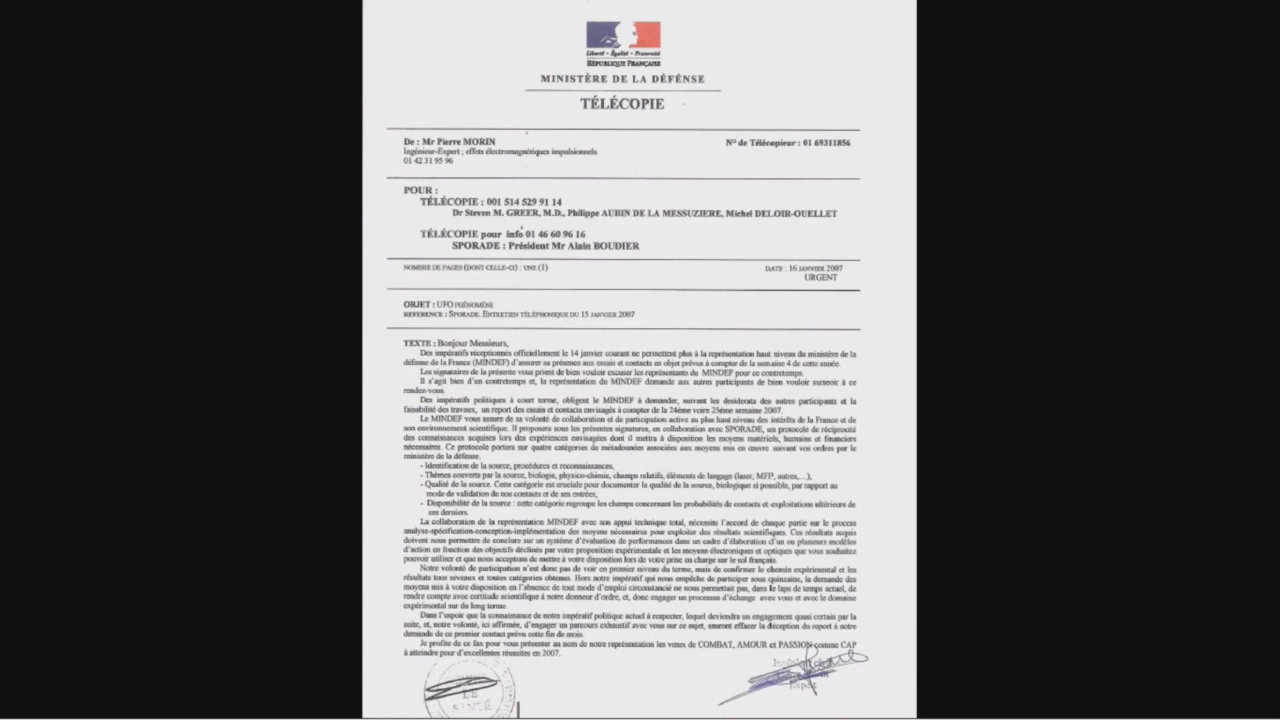 Liberté • Égalité • Fraternité
RÉPUBLIQUE FRANÇAISE
MINISTÈRE DE LA DÉFÉNSE
TÉLÉCOPIE
De : Mr Pierre MORIN
N° de Télécopieur : 01 69311856
Ingénieur-Expert ; effets électromagnétiques impulsionnels
01 42 31 95 96
POUR :
TÉLÉCOPIE : 001 514 529 91 14
Dr Steven M. GREER, M.D., Philippe AUBIN DE LA MESSUZIERE, Michel DELOIR-OUELLET
TÉLÉCOPIE pour info 01 46 60 96 16
SPORADE : Président Mr Alain BOUDIER
NOMBRE DE PAGES (DONT CELLE-CI) : UNE (1)
DATE : 16 JANVIER 2007
URGENT
OBJET : UFO PHÉNOMÈNE
REFERENCE : SPORADE. ENTRETIEN TÉLÉPHONIQUE DU 15 JANVIER 2007
TEXTE : Bonjour Messieurs,
Des impératifs réceptionnés officiellement le 14 janvier courant ne permettent plus à la représentation haut niveau du ministère de la
défense de la France (MINDEF) d'assurer sa présence aux essais et contacts en objet prévus à compter de la semaine 4 de cette année.
Les signataires de la présente vous prient de bien vouloir excuser les représentants du MINDEF pour ce contretemps.
Il s'agit bien d'un contretemps et, la représentation du MINDEF demande aux autres participants de bien vouloir surseoir à ce
rendez-vous.
Des impératifs politiques à court terme, obligent le MINDEF à demander, suivant les desiderata des autres participants et la
faisabilité des travaux, un report des essais et contacts envisagés à compter de la 24ème voire 25ème semaine 2007.
Le MINDEF vous assure de sa volonté de collaboration et de participation active au plus haut niveau des intérêts de la France et de
son environnement scientifique. Il proposera sous les présentes signatures, en collaboration avec SPORADE, un protocole de réciprocité
des connaissances acquises lors des expériences envisagées dont il mettra à disposition les moyens matériels, humains et financiers
nécessaires. Ce protocole portera sur quatre catégories de métadonnées associées aux moyens mis en œuvre suivant vos ordres par le
ministère de la défense.
- Identification de la source, procédures et reconnaissances,
- Thèmes couverts par la source, biologie, physico-chimie, champs relatifs, éléments de langage (laser, MFP, autres,...),
- Qualité de la source. Cette catégorie est cruciale pour documenter la qualité de la source, biologique si possible, par rapport au
mode de validation de nos contacts et de ses entrées,
- Disponibilité de la source : cette catégorie regroupe les champs concernant les probabilités de contacts et exploitations ultérieures de
ces derniers.
La collaboration de la représentation MINDEF avec son appui technique total, nécessite l'accord de chaque partie sur le process
analyse-spécification-conception-implémentation des moyens nécessaires pour exploiter des résultats scientifiques. Ces résultats acquis
doivent nous permettre de conclure sur un système d'évaluation de performances dans un cadre d'élaboration d'un ou plusieurs modèles
d'action en fonction des objectifs déclinés par votre proposition expérimentale et les moyens électroniques et optiques que vous souhaitez
pouvoir utiliser et que nous acceptons de mettre à votre disposition lors de votre prise en charge sur le sol français.
Notre volonté de participation n'est donc pas de voir en premier niveau du terme, mais de confirmer le chemin expérimental et les
résultats tous niveaux et toutes catégories obtenus. Hors notre impératif qui nous empêche de participer sous quinzaine, la demande des
moyens mis à votre disposition en l'absence de tout mode d'emploi circonstancié ne nous permettait pas, dans le laps de temps actuel, de
rendre compte avec certitude scientifique à notre donneur d'ordre, et, donc engager un processus d'échange avec vous et avec le domaine
expérimental sur du long terme.
Dans l'espoir que la connaissance de notre impératif politique actuel à respecter, lequel deviendra un engagement quasi certain par la
suite, et, notre volonté, ici affirmée, d'engager un parcours exhaustif avec vous sur ce sujet, sauront effacer la déception du report à notre
demande de ce premier contact prévu cette fin de mois.
Je profite de ce fax pour vous présenter au nom de notre représentation les vœux de COMBAT, AMOUR et PASSION comme CAP
à atteindre pour d'excellentes réussites en 2007.
Expert
DE
SANTÉ